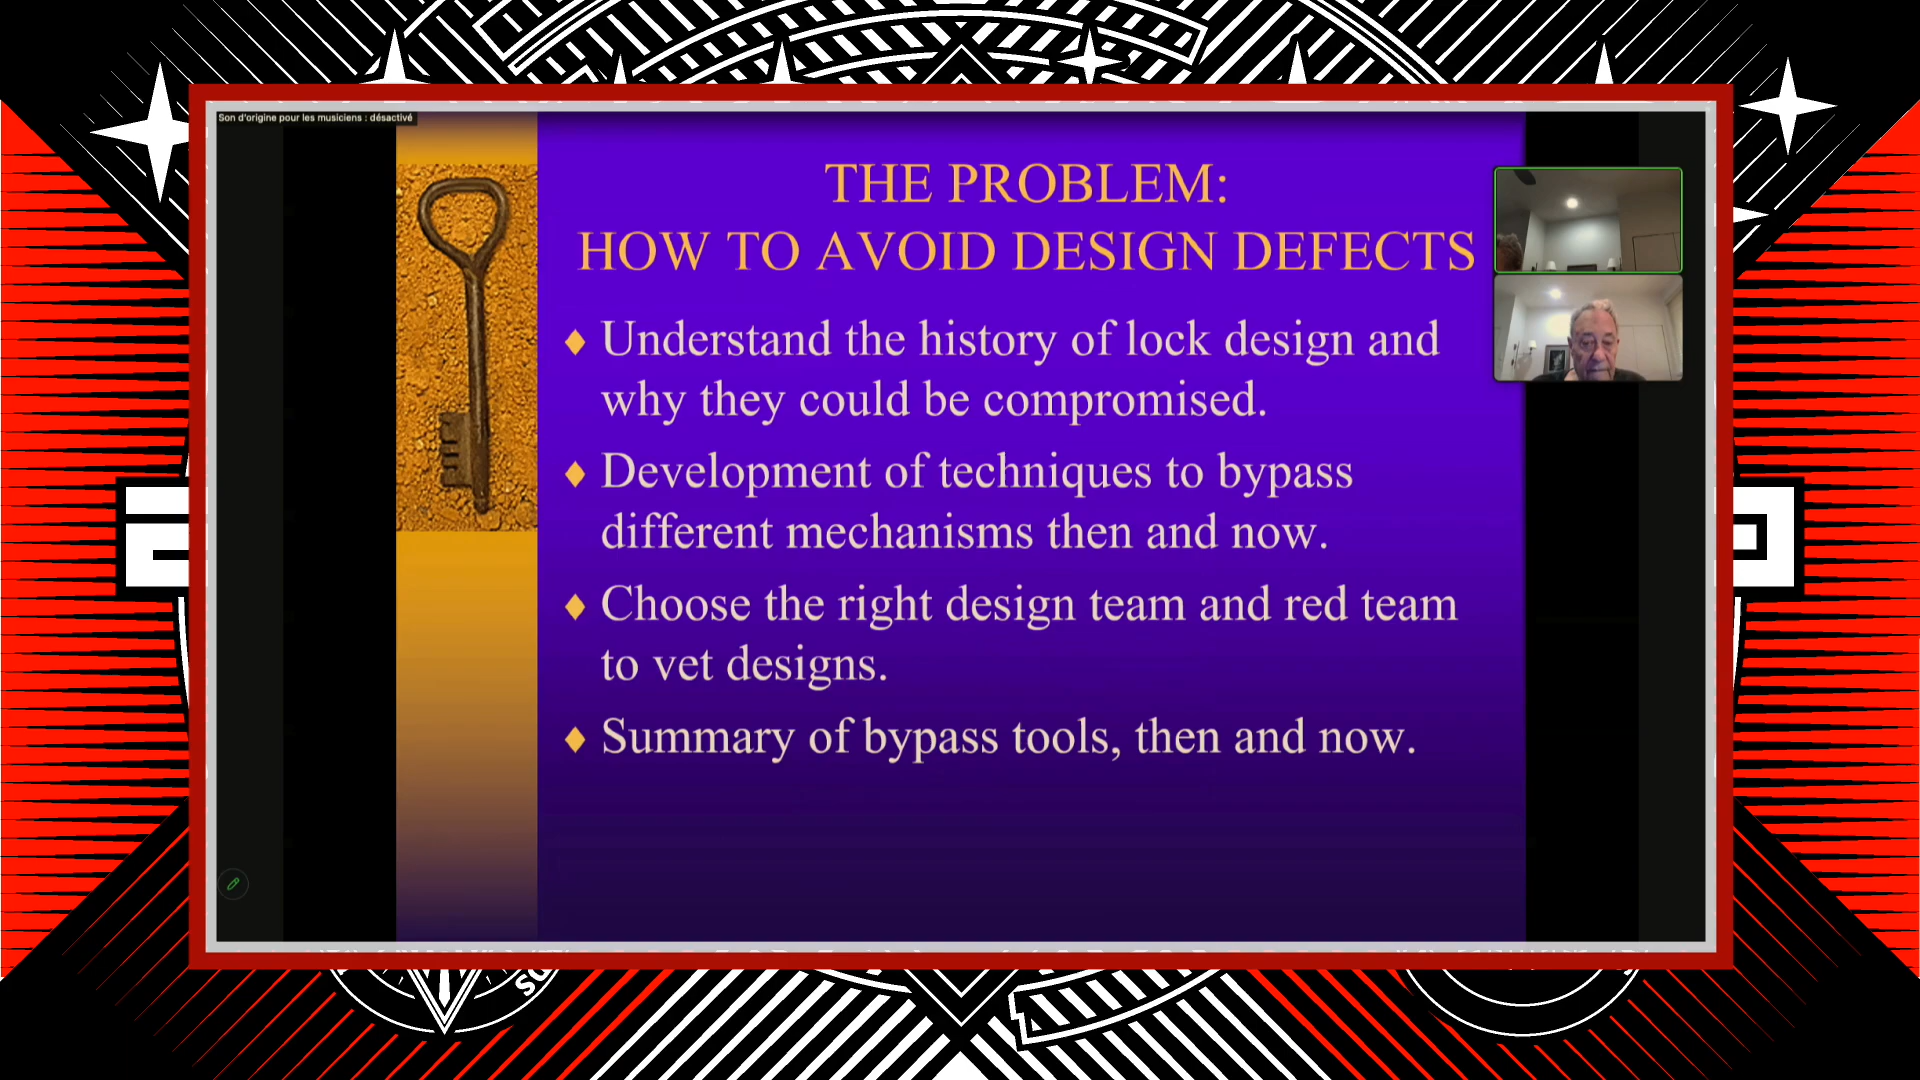 Son d'origine pour les musiciens : désactivé
THE PROBLEM:
HOW TO AVOID DESIGN DEFECTS
Understand the history of lock design and
why they could be compromised.
Development of techniques to bypass
different mechanisms then and now.
Choose the right design team and red team
to vet designs.
Summary of bypass tools, then and now.